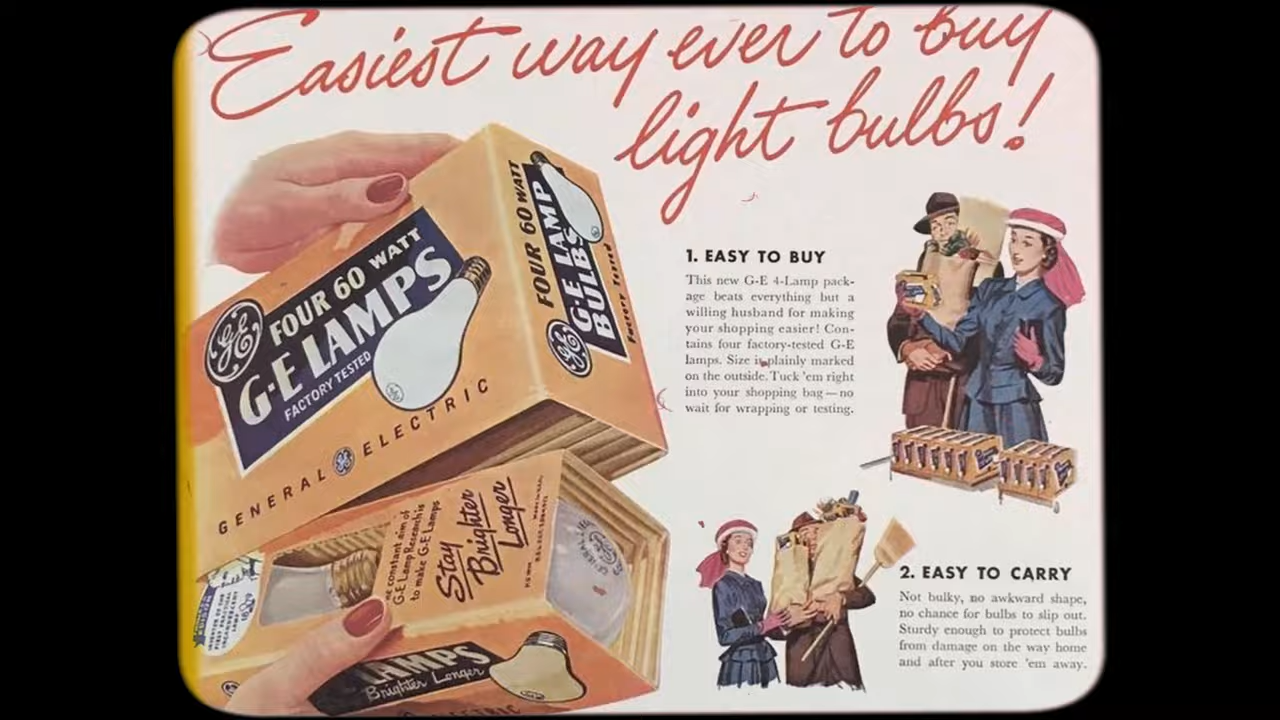 Easiest way ever to buy
light bulbs!
FOUR 60 WATT
G-E LAMPS
FACTORY TESTED
GENERAL ELECTRIC
FOUR 60 WATT
G-E LAMP
BULBS
Factory Tested
1. EASY TO BUY
This new G-E 4-Lamp pack-
age beats everything but a
willing husband for making
your shopping easier! Con-
tains four factory-tested G-E
lamps. Size is plainly marked
on the outside. Tuck 'em right
into your shopping bag—no
wait for wrapping or testing.
constant aim of
G-E Lamp Research is
to make G-E Lamps
Stay
Brighter
Longer
LAMPS
Brighter Longer
2. EASY TO CARRY
Not bulky, no awkward shape,
no chance for bulbs to slip out.
Sturdy enough to protect bulbs
from damage on the way home
and after you store 'em away.